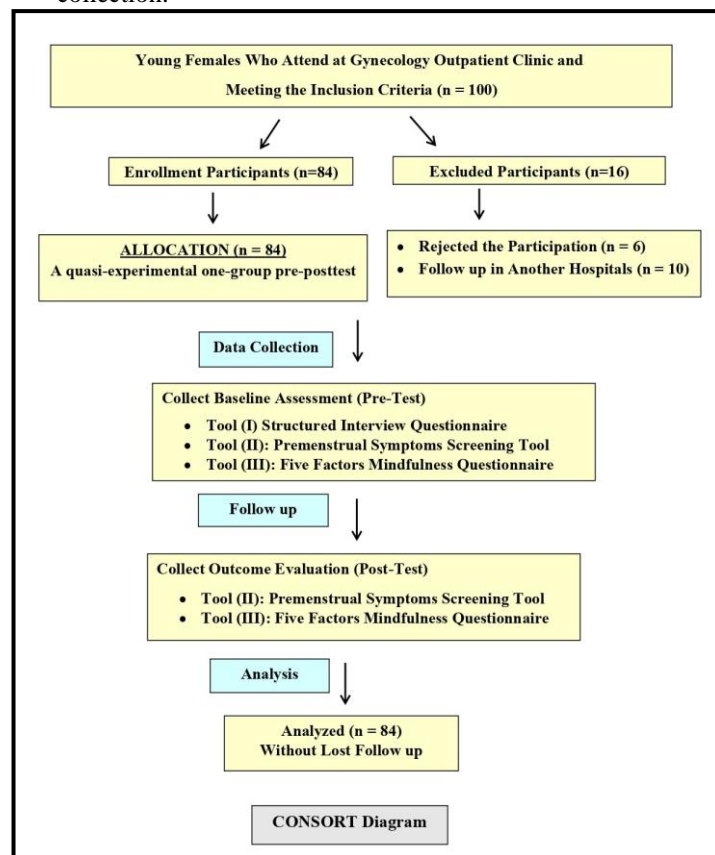 collection.
Young Females Who Attend at Gynecology Outpatient Clinic and
Meeting the Inclusion Criteria (n = 100)
Enrollment Participants (n=84)
Excluded Participants (n=16)
ALLOCATION (n = 84)
A quasi-experimental one-group pre-posttest
• Rejected the Participation (n = 6)
• Follow up in Another Hospitals (n = 10)
Data Collection
Collect Baseline Assessment (Pre-Test)
• Tool (I) Structured Interview Questionnaire
• Tool (II): Premenstrual Symptoms Screening Tool
• Tool (III): Five Factors Mindfulness Questionnaire
Follow up
Collect Outcome Evaluation (Post-Test)
• Tool (II): Premenstrual Symptoms Screening Tool
• Tool (III): Five Factors Mindfulness Questionnaire
Analysis
Analyzed (n = 84)
Without Lost Follow up
CONSORT Diagram